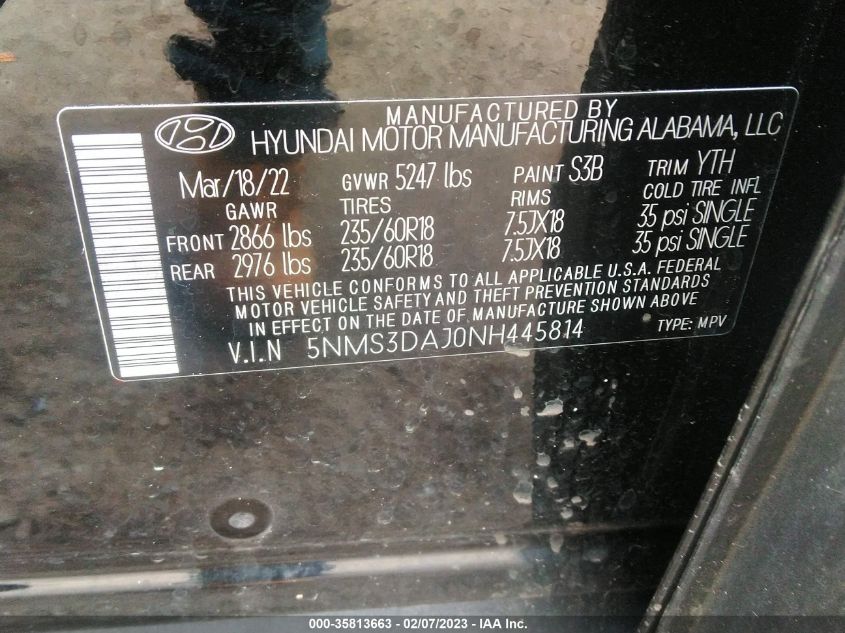 MANUFACTURED BY
HYUNDAI MOTOR MANUFACTURING ALABAMA, LLC
Mar/18/22 GVWR 5247 lbs PAINT S3B TRIM YTH
GAWR TIRES RIMS COLD TIRE INFL
FRONT 2866 lbs 235/60R18 7.5JX18 35 psi SINGLE
REAR 2976 lbs 235/60R18 7.5JX18 35 psi SINGLE
THIS VEHICLE CONFORMS TO ALL APPLICABLE U.S.A. FEDERAL
MOTOR VEHICLE SAFETY AND THEFT PREVENTION STANDARDS
IN EFFECT ON THE DATE OF MANUFACTURE SHOWN ABOVE
V.I.N 5NMS3DAJ0NH445814 TYPE: MPV
000-35813663 - 02/07/2023 - IAA Inc.